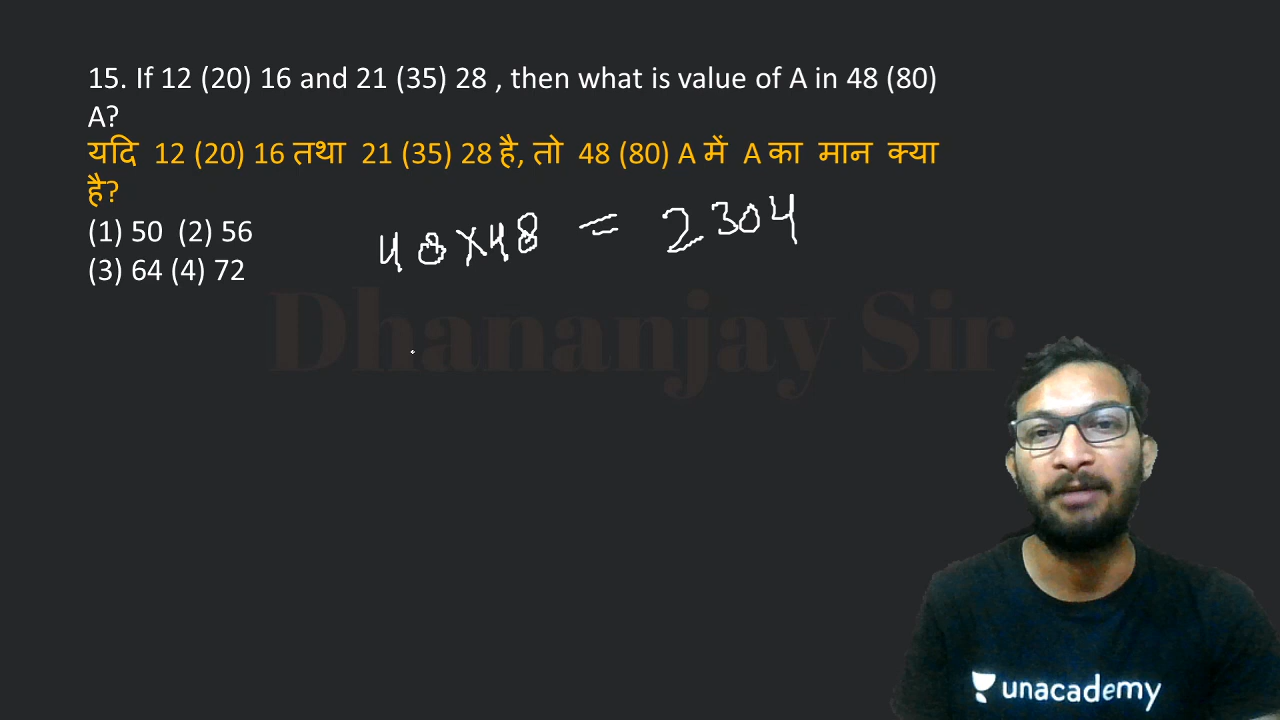 15. If 12 (20) 16 and 21 (35) 28 , then what is value of A in 48 (80)
A?
यदि 12 (20) 16 तथा 21 (35) 28 है, तो 48 (80) A में A का मान क्या
है?
(1) 50 (2) 56
(3) 64 (4) 72
48×48 = 2304
Dhananjay Sir
unacademy